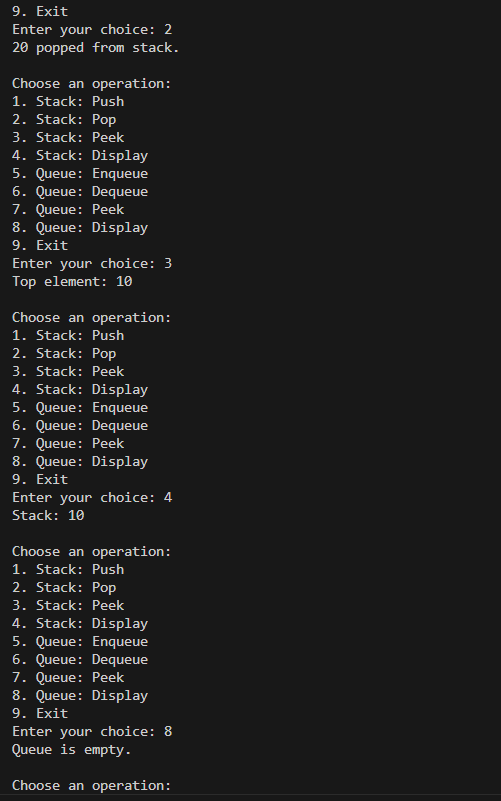 9. Exit
Enter your choice: 2
20 popped from stack.
Choose an operation:
1. Stack: Push
2. Stack: Pop
3. Stack: Peek
4. Stack: Display
5. Queue: Enqueue
6. Queue: Dequeue
7. Queue: Peek
8. Queue: Display
9. Exit
Enter your choice: 3
Top element: 10
Choose an operation:
1. Stack: Push
2. Stack: Pop
3. Stack: Peek
4. Stack: Display
5. Queue: Enqueue
6. Queue: Dequeue
7. Queue: Peek
8. Queue: Display
9. Exit
Enter your choice: 4
Stack: 10
Choose an operation:
1. Stack: Push
2. Stack: Pop
3. Stack: Peek
4. Stack: Display
5. Queue: Enqueue
6. Queue: Dequeue
7. Queue: Peek
8. Queue: Display
9. Exit
Enter your choice: 8
Queue is empty.
Choose an operation: